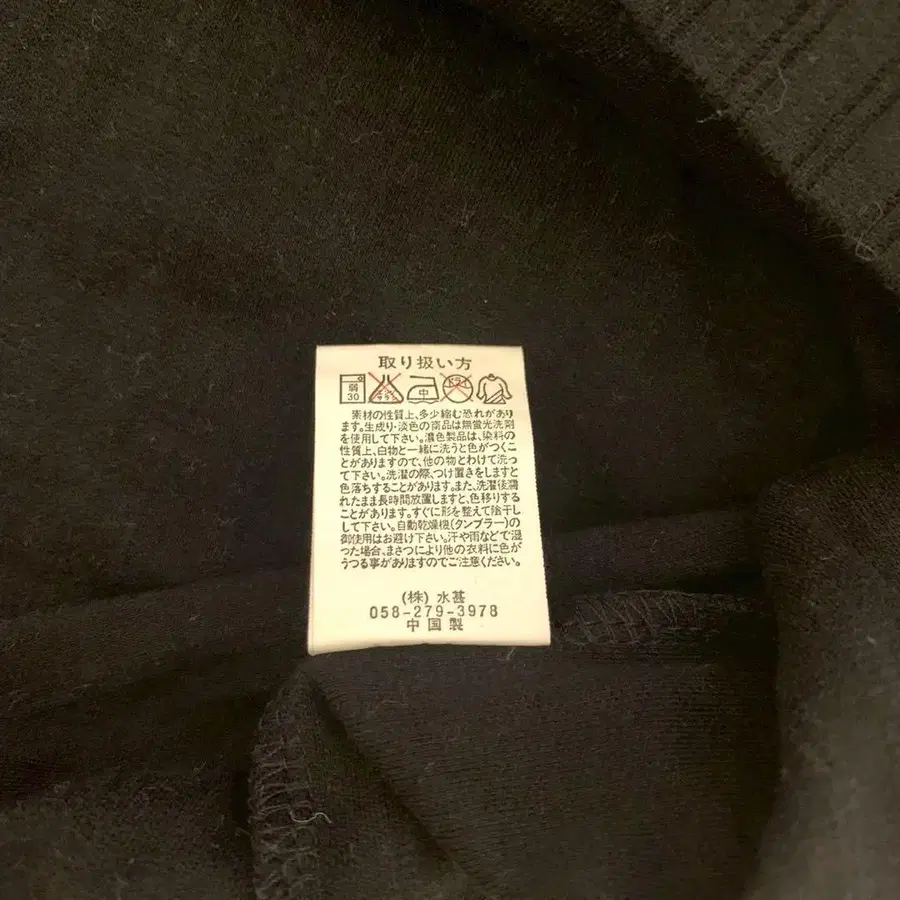 取り扱い方
弱
30
エンソ
サラシ
中
ドライ
素材の性質上、多少縮む恐れがあり
ます。生成り・淡色の商品は無蛍光洗剤
を使用して下さい。濃色製品は、染料の
性質上、白物と一緒に洗うと色がつくこ
とがありますので、他の物とわけて洗っ
て下さい。洗濯の際、つけ置きをしますと
色落ちすることがあります。また、洗濯後濡
れたまま長時間放置しますと、色移りする
ことがあります。すぐに形を整えて陰干し
して下さい。自動乾燥機(タンブラー)の
御使用はお避け下さい。汗や雨などで湿
った場合、まさつにより他の衣料に色が
うつる事がありますのでご注意ください。
(株) 水甚
058-279-3978
中国製